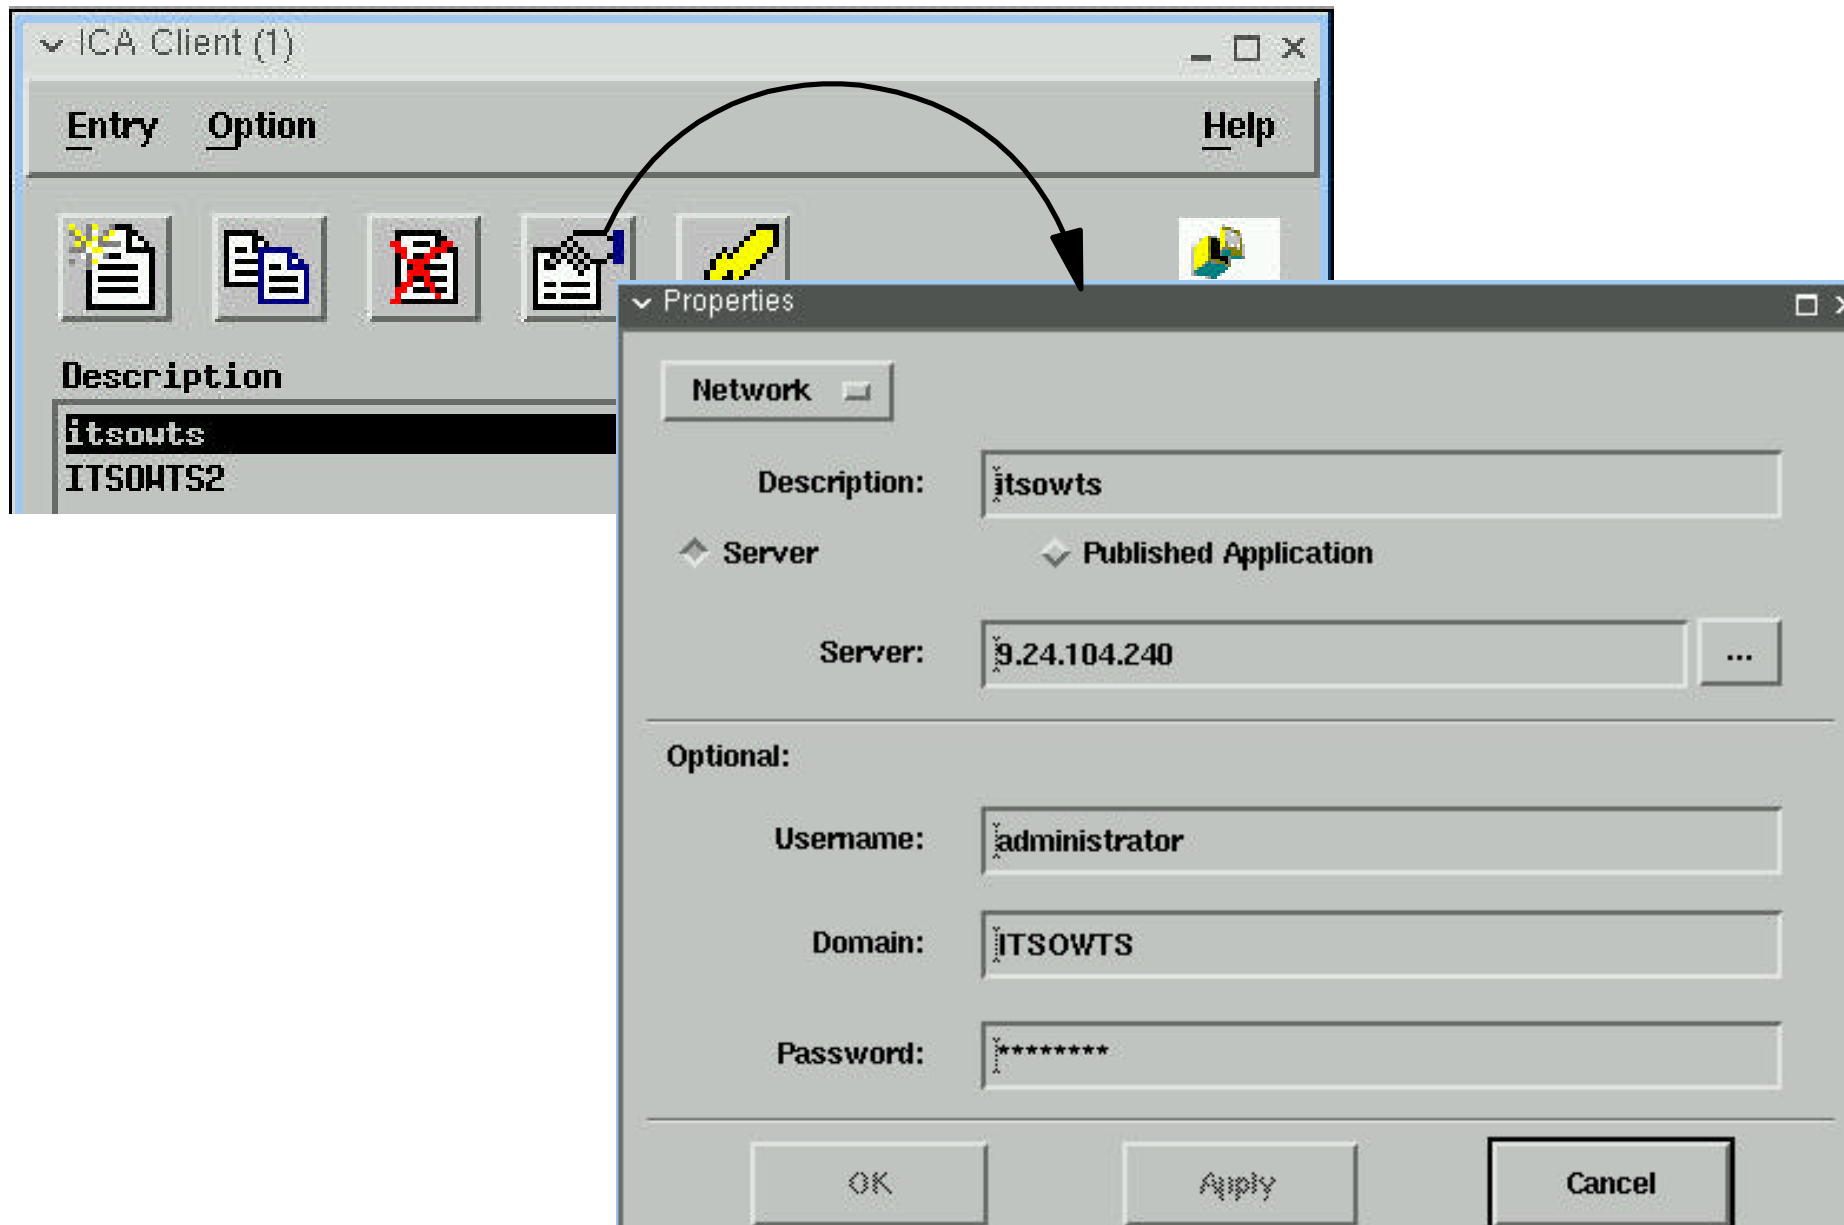 ICA Client (1)
Entry Option Help
Description
itsowts
ITSOWTS2
Properties
Network
Description: itsowts
Server Published Application
Server: 9.24.104.240 ...
Optional:
Username: administrator
Domain: ITSOWTS
Password: ********
OK Apply Cancel